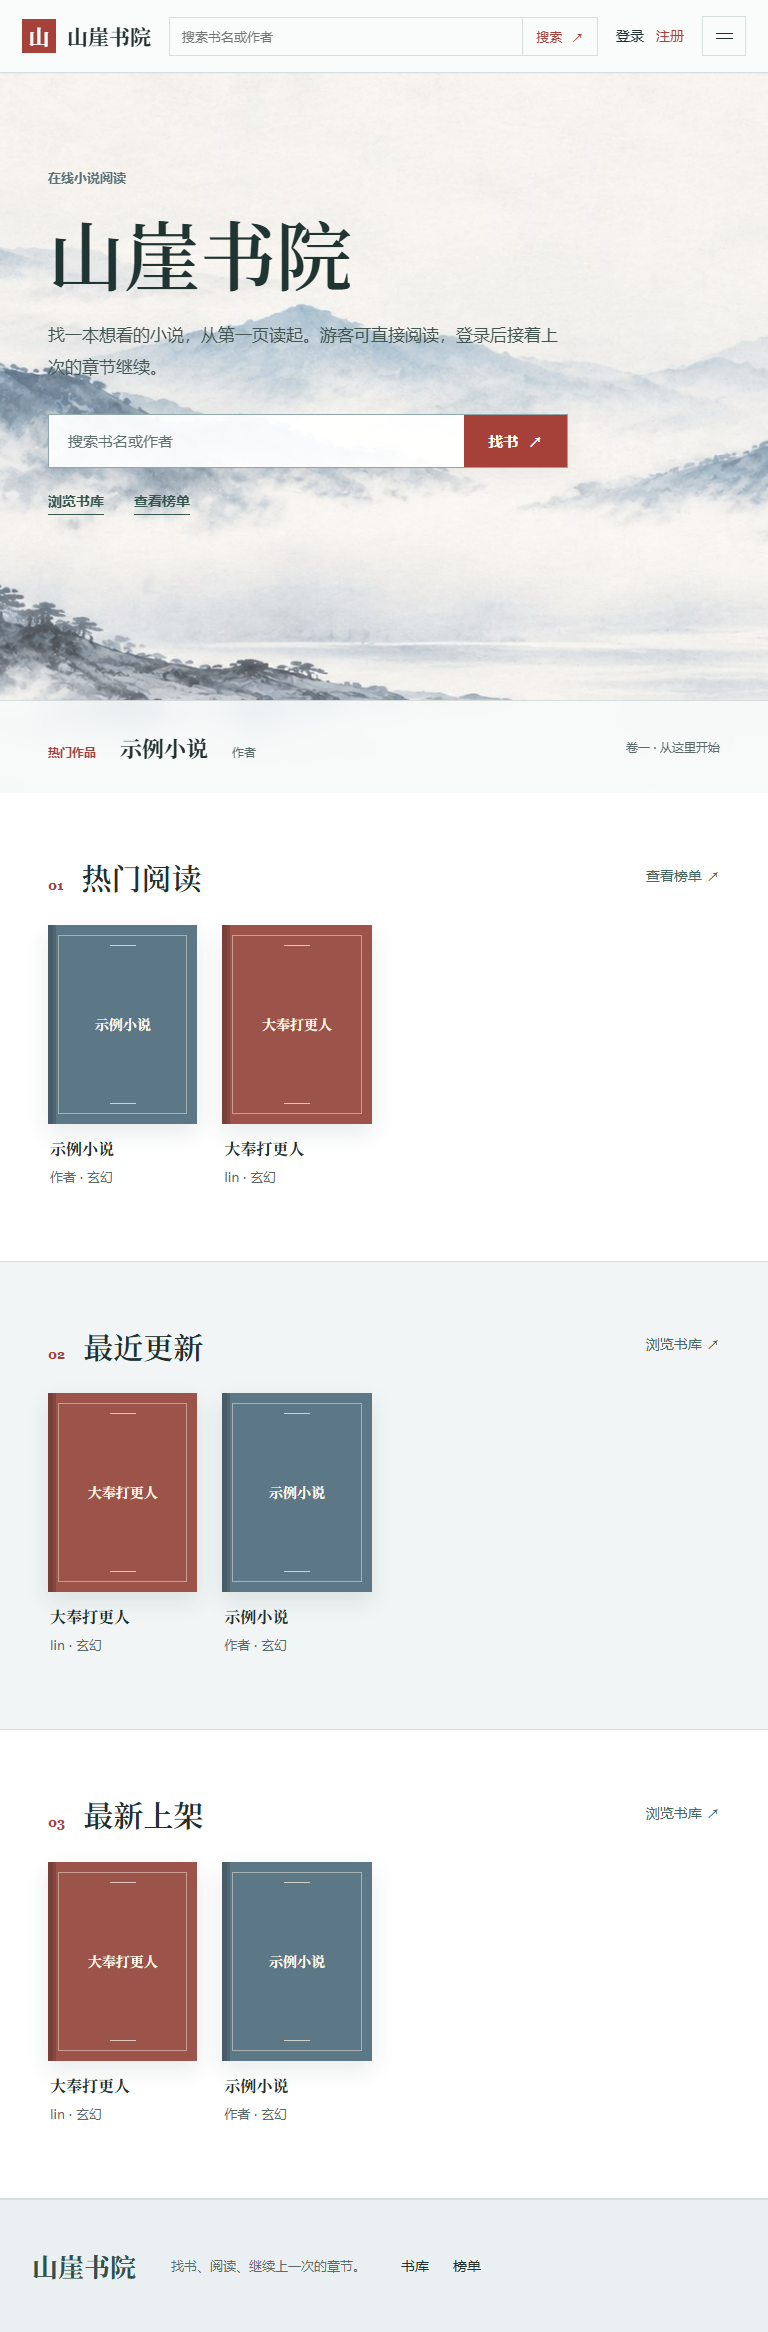 山 山崖书院 搜索书名或作者 搜索 ↗ 登录 注册
在线小说阅读
山崖书院
找一本想看的小说，从第一页读起。游客可直接阅读，登录后接着上
次的章节继续。
搜索书名或作者 找书 ↗
浏览书库 查看榜单
热门作品 示例小说 作者 卷一 · 从这里开始
01 热门阅读 查看榜单 ↗
示例小说 大奉打更人
示例小说 大奉打更人
作者 · 玄幻 lin · 玄幻
02 最近更新 浏览书库 ↗
大奉打更人 示例小说
大奉打更人 示例小说
lin · 玄幻 作者 · 玄幻
03 最新上架 浏览书库 ↗
大奉打更人 示例小说
大奉打更人 示例小说
lin · 玄幻 作者 · 玄幻
山崖书院 找书、阅读、继续上一次的章节。 书库 榜单